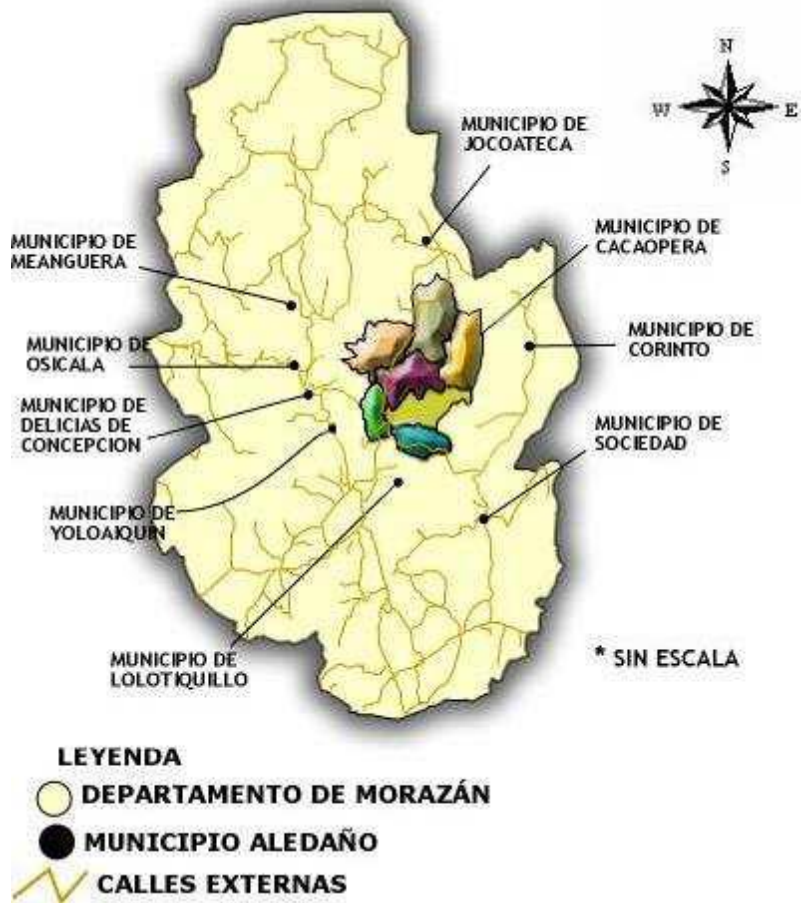 N
W
E
S
MUNICIPIO DE
JOCOATECA
MUNICIPIO DE
CACAOPERA
MUNICIPIO DE
MEANGUERA
MUNICIPIO DE
CORINTO
MUNICIPIO DE
OSICALA
MUNICIPIO DE
DELICIAS DE
CONCEPCION
MUNICIPIO DE
SOCIEDAD
MUNICIPIO DE
YOLOAIQUIN
MUNICIPIO DE
LOLOTIQUILLO
* SIN ESCALA
LEYENDA
DEPARTAMENTO DE MORAZÁN
MUNICIPIO ALEDAÑO
CALLES EXTERNAS